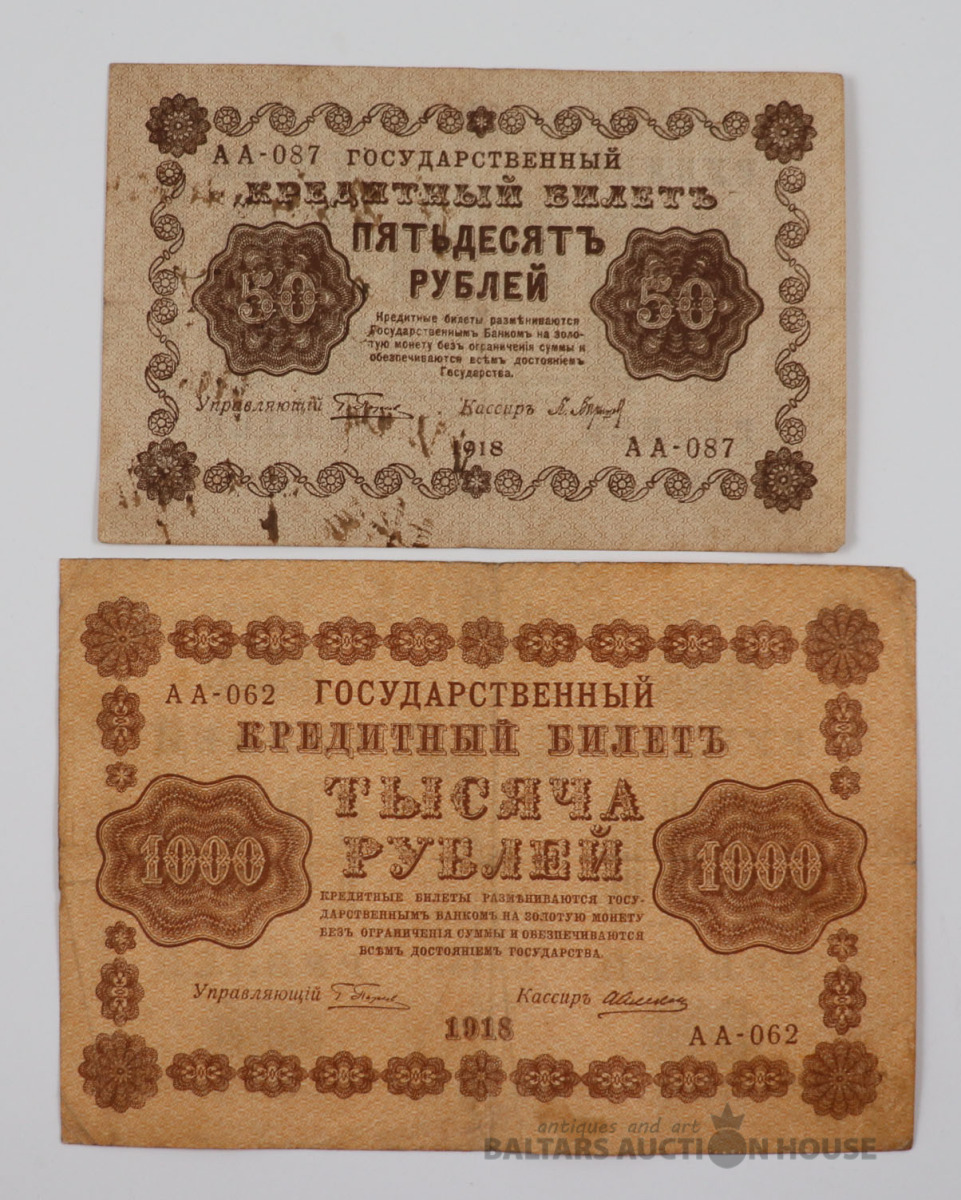 АА-087 ГОСУДАРСТВЕННЫЙ
КРЕДИТНЫЙ БИЛЕТЪ
ПЯТЬДЕСЯТЪ
РУБЛЕЙ
50
50
Кредитные билеты размѣниваются
Государственнымъ Банкомъ на золо-
тую монету безъ ограниченія суммы и
обезпечиваются всѣмъ достояніемъ
Государства.
Управляющій
Кассиръ
1918
АА-087
АА-062 ГОСУДАРСТВЕННЫЙ
КРЕДИТНЫЙ БИЛЕТЪ
ТЫСЯЧА
РУБЛЕЙ
1000
1000
КРЕДИТНЫЕ БИЛЕТЫ РАЗМѢНИВАЮТСЯ ГОСУ-
ДАРСТВЕННЫМЪ БАНКОМЪ НА ЗОЛОТУЮ МОНЕТУ
БЕЗЪ ОГРАНИЧЕНІЯ СУММЫ И ОБЕЗПЕЧИВАЮТСЯ
ВСѢМЪ ДОСТОЯНІЕМЪ ГОСУДАРСТВА.
Управляющій
Кассиръ
1918
АА-062
antiques and art
BALTARS AUCTION HOUSE